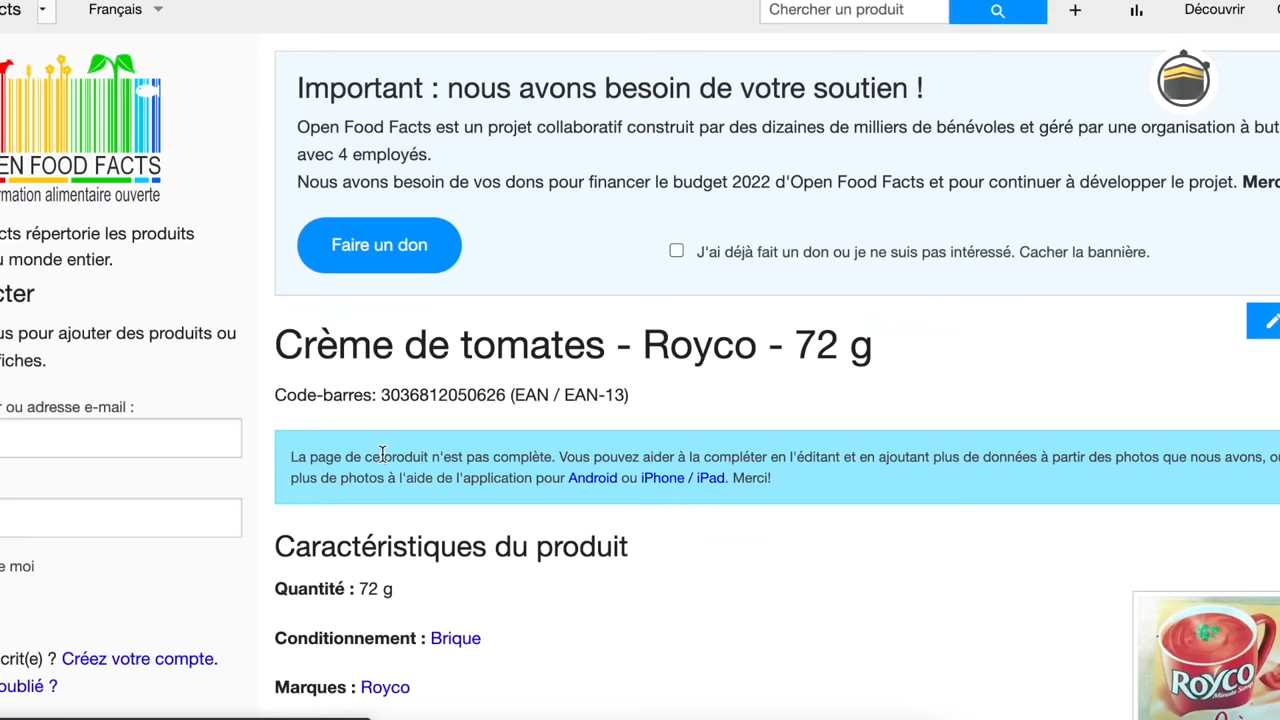 cts
Français
Chercher un produit
Découvrir
EN FOOD FACTS
rmation alimentaire ouverte
cts répertorie les produits
u monde entier.
cter
us pour ajouter des produits ou
fiches.
r ou adresse e-mail :
e moi
crit(e) ? Créez votre compte.
oublié ?
Important : nous avons besoin de votre soutien !
Open Food Facts est un projet collaboratif construit par des dizaines de milliers de bénévoles et géré par une organisation à but
avec 4 employés.
Nous avons besoin de vos dons pour financer le budget 2022 d'Open Food Facts et pour continuer à développer le projet. Merc
Faire un don
J'ai déjà fait un don ou je ne suis pas intéressé. Cacher la bannière.
Crème de tomates - Royco - 72 g
Code-barres: 3036812050626 (EAN / EAN-13)
La page de ce produit n'est pas complète. Vous pouvez aider à la compléter en l'éditant et en ajoutant plus de données à partir des photos que nous avons, ou
plus de photos à l'aide de l'application pour Android ou iPhone / iPad. Merci!
Caractéristiques du produit
Quantité : 72 g
Conditionnement : Brique
Marques : Royco
ROYCO
Minute Soup